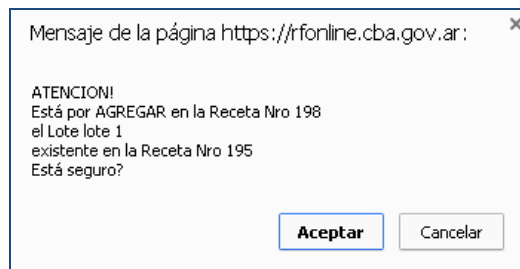 Mensaje de la página https://rfonline.cba.gov.ar:
ATENCION!
Está por AGREGAR en la Receta Nro 198
el Lote lote 1
existente en la Receta Nro 195
Está seguro?
Aceptar
Cancelar